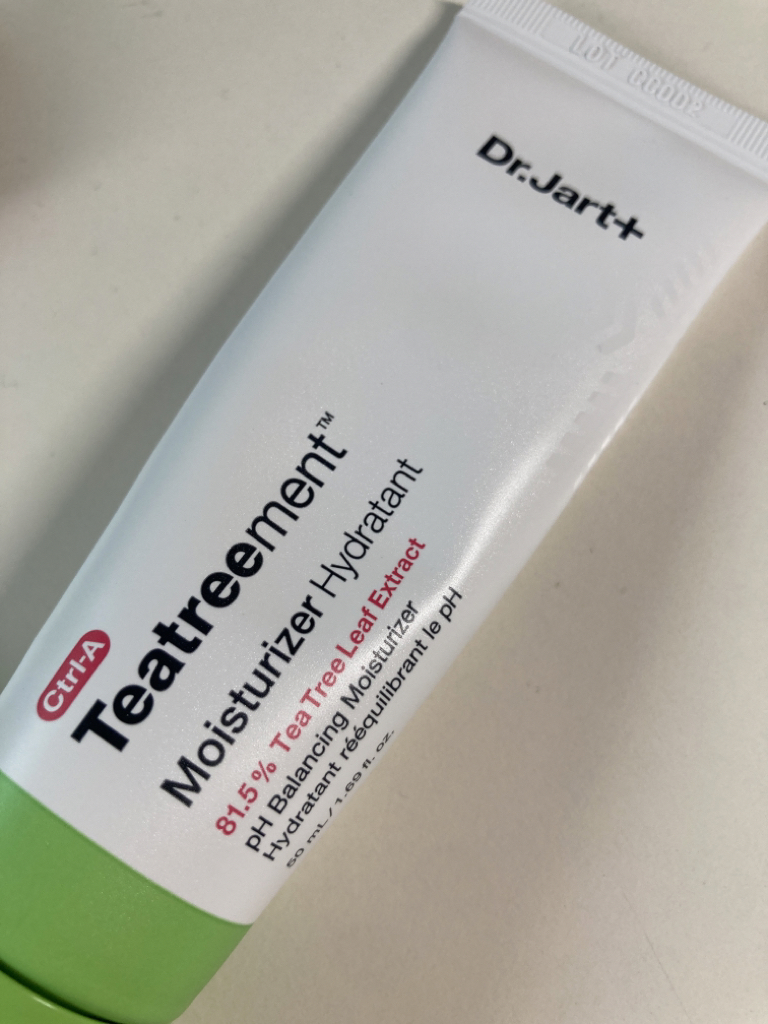 Dr.Jart+
Ctrl-A
Teatreement™
Moisturizer Hydratant
81.5% Tea Tree Leaf Extract
pH Balancing Moisturizer
Hydratant rééquilibrant le pH
50 mL/1.69 fl. oz.
LOT